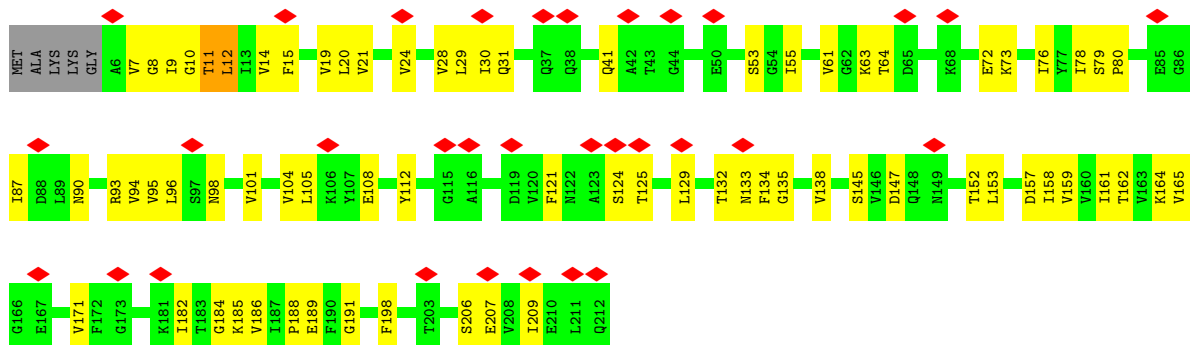 MET ALA LYS LYS GLY A6 V7 G8 I9 G10 T11 L12 I13 V14 F15 V19 L20 V21 V24 V28 L29 I30 Q31 Q37 Q38 Q41 A42 T43 G44 E50 S53 G54 I55 V61 G62 K63 T64 D65 K68 E72 K73 I76 Y77 I78 S79 P80 E85 G86
I87 D88 L89 N90 R93 V94 V95 L96 S97 N98 V101 V104 L105 K106 Y107 E108 Y112 G115 A116 D119 V120 F121 N122 A123 S124 T125 L129 T132 N133 F134 G135 V138 S145 V146 D147 Q148 N149 T152 L153 D157 I158 V159 V160 I161 T162 V163 K164 V165
G166 E167 V171 F172 G173 K181 I182 T183 G184 K185 V186 I187 P188 E189 F190 G191 F198 T203 S206 E207 V208 I209 E210 L211 Q212